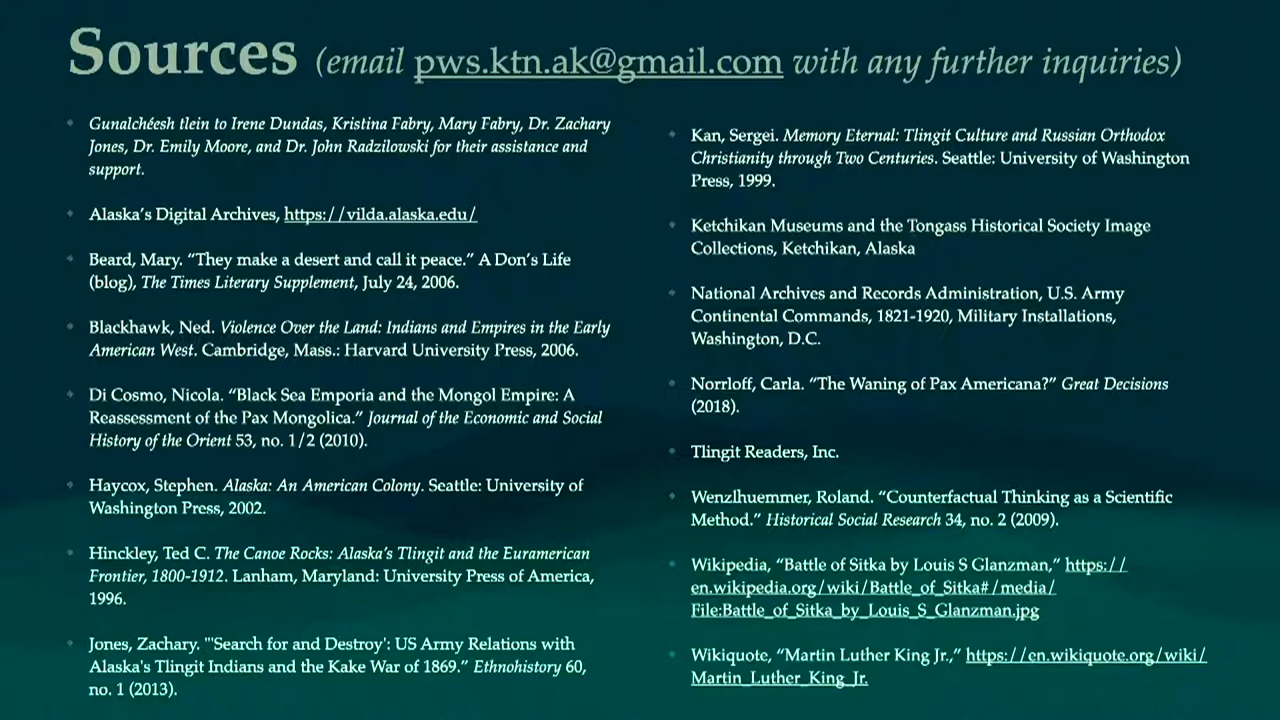 Sources (email pws.ktn.ak@gmail.com with any further inquiries)
Gunalchéesh tlein to Irene Dundas, Kristina Fabry, Mary Fabry, Dr. Zachary
Jones, Dr. Emily Moore, and Dr. John Radzilowski for their assistance and
support.
Alaska's Digital Archives, https://vilda.alaska.edu/
Beard, Mary. “They make a desert and call it peace.” A Don's Life
(blog), The Times Literary Supplement, July 24, 2006.
Blackhawk, Ned. Violence Over the Land: Indians and Empires in the Early
American West. Cambridge, Mass.: Harvard University Press, 2006.
Di Cosmo, Nicola. “Black Sea Emporia and the Mongol Empire: A
Reassessment of the Pax Mongolica.” Journal of the Economic and Social
History of the Orient 53, no. 1/2 (2010).
Haycox, Stephen. Alaska: An American Colony. Seattle: University of
Washington Press, 2002.
Hinckley, Ted C. The Canoe Rocks: Alaska's Tlingit and the Euramerican
Frontier, 1800-1912. Lanham, Maryland: University Press of America,
1996.
Jones, Zachary. "'Search for and Destroy': US Army Relations with
Alaska's Tlingit Indians and the Kake War of 1869.” Ethnohistory 60,
no. 1 (2013).
Kan, Sergei. Memory Eternal: Tlingit Culture and Russian Orthodox
Christianity through Two Centuries. Seattle: University of Washington
Press, 1999.
Ketchikan Museums and the Tongass Historical Society Image
Collections, Ketchikan, Alaska
National Archives and Records Administration, U.S. Army
Continental Commands, 1821-1920, Military Installations,
Washington, D.C.
Norrloff, Carla. “The Waning of Pax Americana?” Great Decisions
(2018).
Tlingit Readers, Inc.
Wenzlhuemmer, Roland. “Counterfactual Thinking as a Scientific
Method.” Historical Social Research 34, no. 2 (2009).
Wikipedia, “Battle of Sitka by Louis S Glanzman,” https://
en.wikipedia.org/wiki/Battle_of_Sitka#/media/
File:Battle_of_Sitka_by_Louis_S_Glanzman.jpg
Wikiquote, “Martin Luther King Jr.,” https://en.wikiquote.org/wiki/
Martin_Luther_King_Jr.